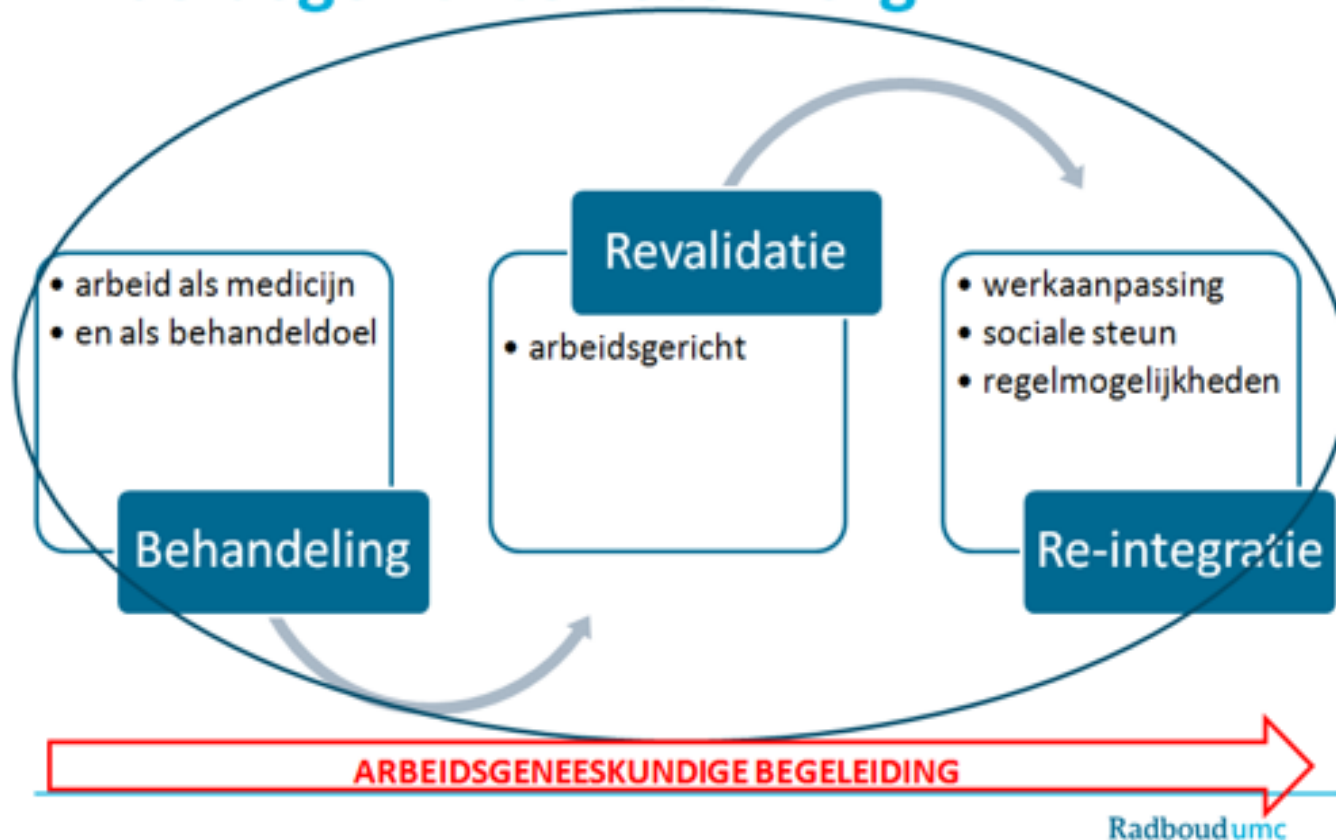 • arbeid als medicijn
• en als behandeldoel
Behandeling
Revalidatie
• arbeidsgericht
• werkaanpassing
• sociale steun
• regelmogelijkheden
Re-integratie
ARBEIDSGENEESKUNDIGE BEGELEIDING
Radboudumc